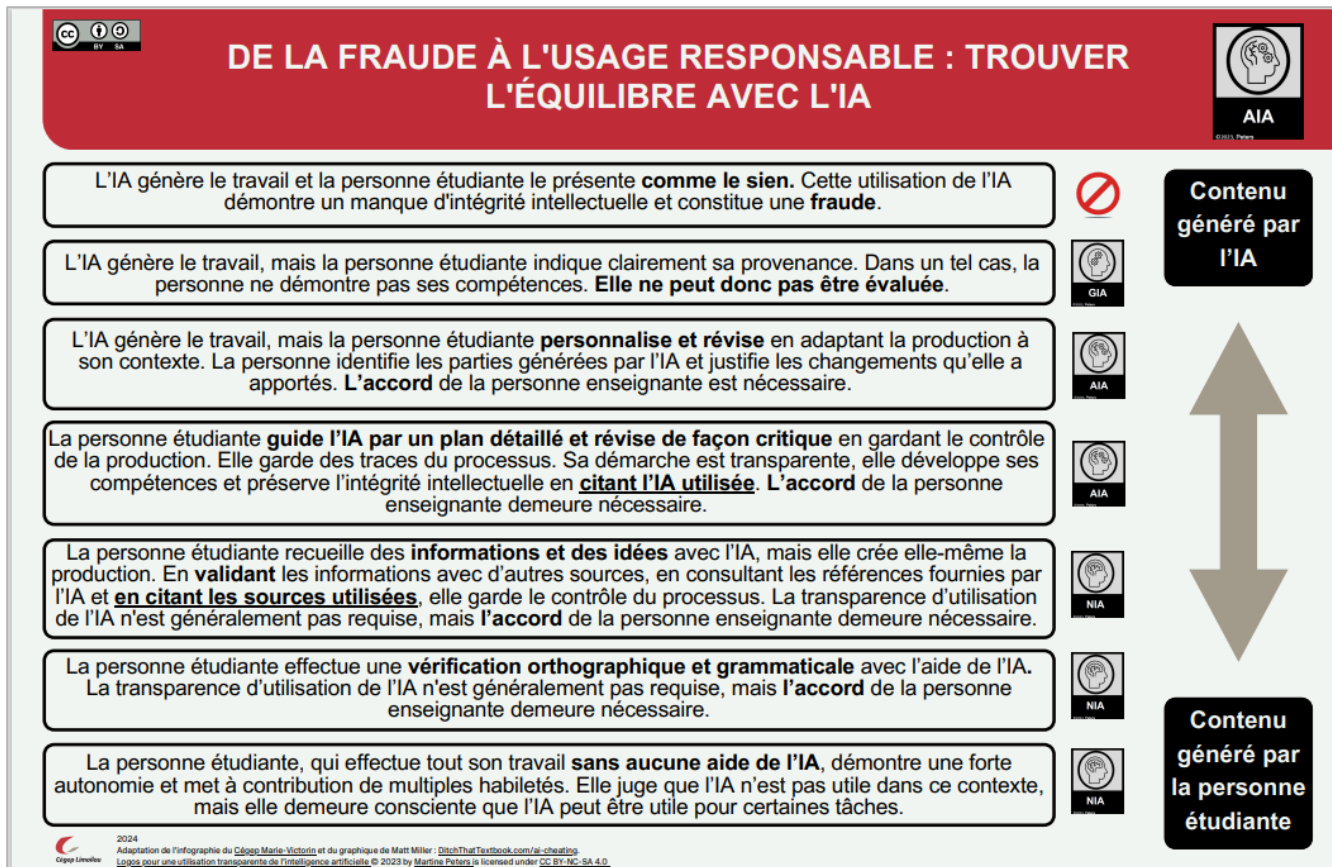 cc BY SA
DE LA FRAUDE À L'USAGE RESPONSABLE : TROUVER
L'ÉQUILIBRE AVEC L'IA
AIA
©2023, Peters
L'IA génère le travail et la personne étudiante le présente comme le sien. Cette utilisation de l'IA
démontre un manque d'intégrité intellectuelle et constitue une fraude.
L'IA génère le travail, mais la personne étudiante indique clairement sa provenance. Dans un tel cas, la
personne ne démontre pas ses compétences. Elle ne peut donc pas être évaluée.
GIA
L'IA génère le travail, mais la personne étudiante personnalise et révise en adaptant la production à
son contexte. La personne identifie les parties générées par l'IA et justifie les changements qu'elle a
apportés. L'accord de la personne enseignante est nécessaire.
AIA
La personne étudiante guide l'IA par un plan détaillé et révise de façon critique en gardant le contrôle
de la production. Elle garde des traces du processus. Sa démarche est transparente, elle développe ses
compétences et préserve l'intégrité intellectuelle en citant l'IA utilisée. L'accord de la personne
enseignante demeure nécessaire.
AIA
La personne étudiante recueille des informations et des idées avec l'IA, mais elle crée elle-même la
production. En validant les informations avec d'autres sources, en consultant les références fournies par
l'IA et en citant les sources utilisées, elle garde le contrôle du processus. La transparence d'utilisation
de l'IA n'est généralement pas requise, mais l'accord de la personne enseignante demeure nécessaire.
NIA
La personne étudiante effectue une vérification orthographique et grammaticale avec l'aide de l'IA.
La transparence d'utilisation de l'IA n'est généralement pas requise, mais l'accord de la personne
enseignante demeure nécessaire.
NIA
La personne étudiante, qui effectue tout son travail sans aucune aide de l'IA, démontre une forte
autonomie et met à contribution de multiples habiletés. Elle juge que l'IA n'est pas utile dans ce contexte,
mais elle demeure consciente que l'IA peut être utile pour certaines tâches.
NIA
Contenu
généré par
l'IA
Contenu
généré par
la personne
étudiante
Cégep Limoilou
2024
Adaptation de l'infographie du Cégep Marie-Victorin et du graphique de Matt Miller : DitchThatTextbook.com/ai-cheating.
Logos pour une utilisation transparente de l'intelligence artificielle © 2023 by Martine Peters is licensed under CC BY-NC-SA 4.0